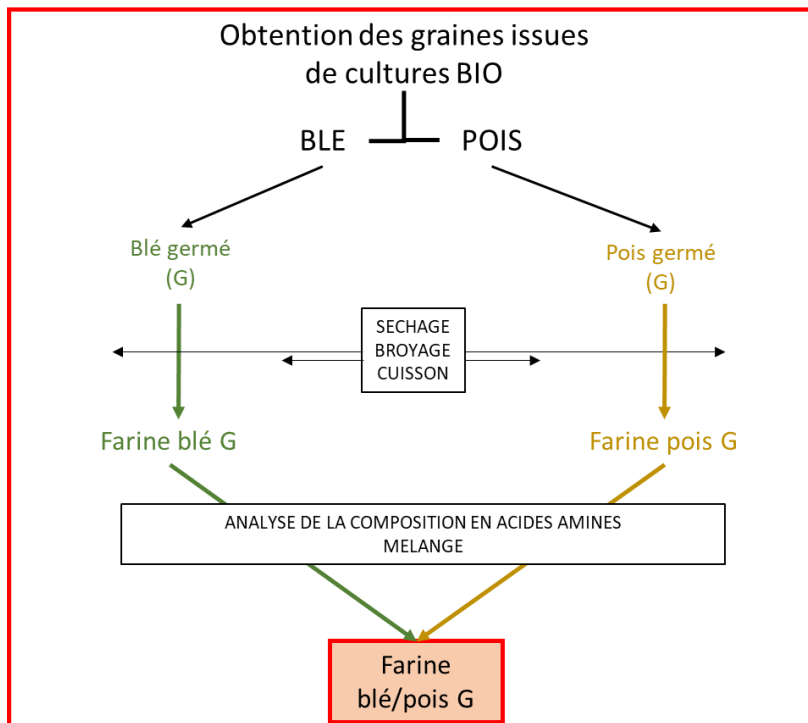 Obtention des graines issues
de cultures BIO
BLE
POIS
Blé germé
(G)
Pois germé
(G)
SECHAGE
BROYAGE
CUISSON
Farine blé G
Farine pois G
ANALYSE DE LA COMPOSITION EN ACIDES AMINES
MELANGE
Farine
blé/pois G